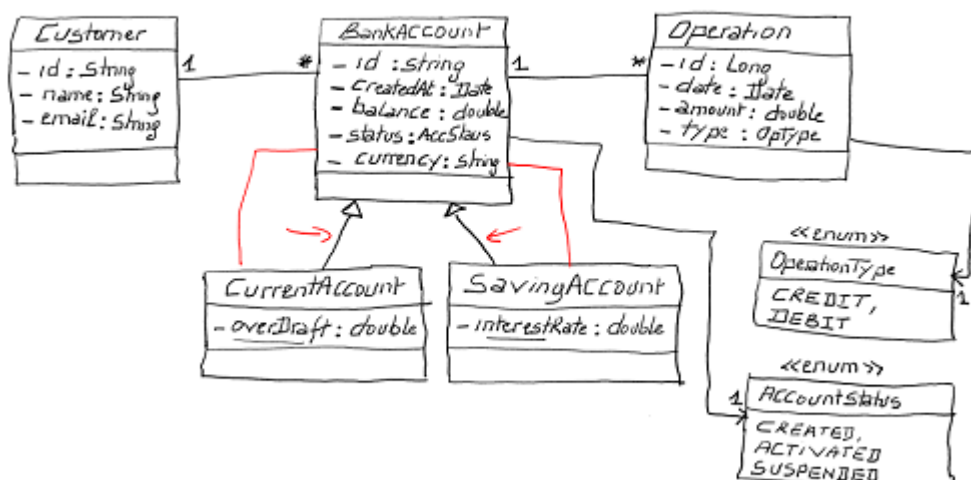 Customer
- id : String
- name : String
- email : String
1
*
BankAccount
- id : String
- createdAt : Date
- balance : double
- status : AccStaus
- currency : String
1
*
Operation
- id : Long
- date : Date
- amount : double
- type : OpType
CurrentAccount
- overDraft : double
SavingAccount
- interestRate : double
<<enum>>
OperationType
1
CREDIT,
DEBIT
<<enum>>
1
AccountStatus
CREATED,
ACTIVATED
SUSPENDED